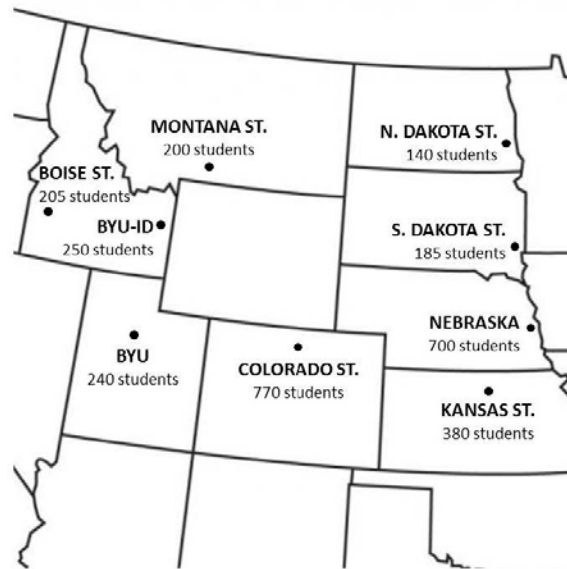 MONTANA ST.
200 students
N. DAKOTA ST.
140 students
BOISE ST.
205 students
BYU-ID
250 students
S. DAKOTA ST.
185 students
NEBRASKA
700 students
BYU
240 students
COLORADO ST.
770 students
KANSAS ST.
380 students